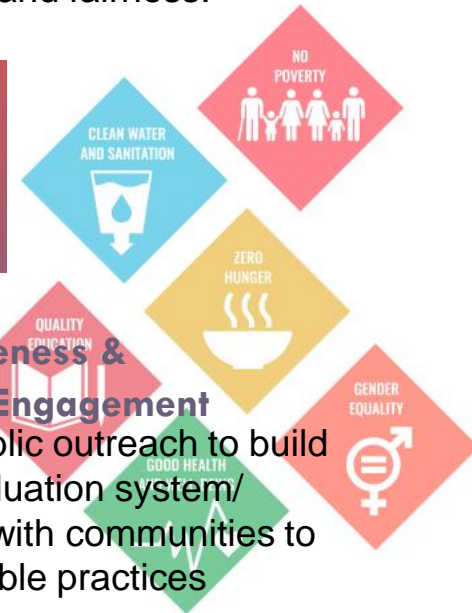 and fairness.
NO
POVERTY
CLEAN WATER
AND SANITATION
ZERO
HUNGER
QUALITY
EDUCATION
eness &
Engagement
GENDER
EQUALITY
olic outreach to build
GOOD HEALTH
luation system/
with communities to
ble practices